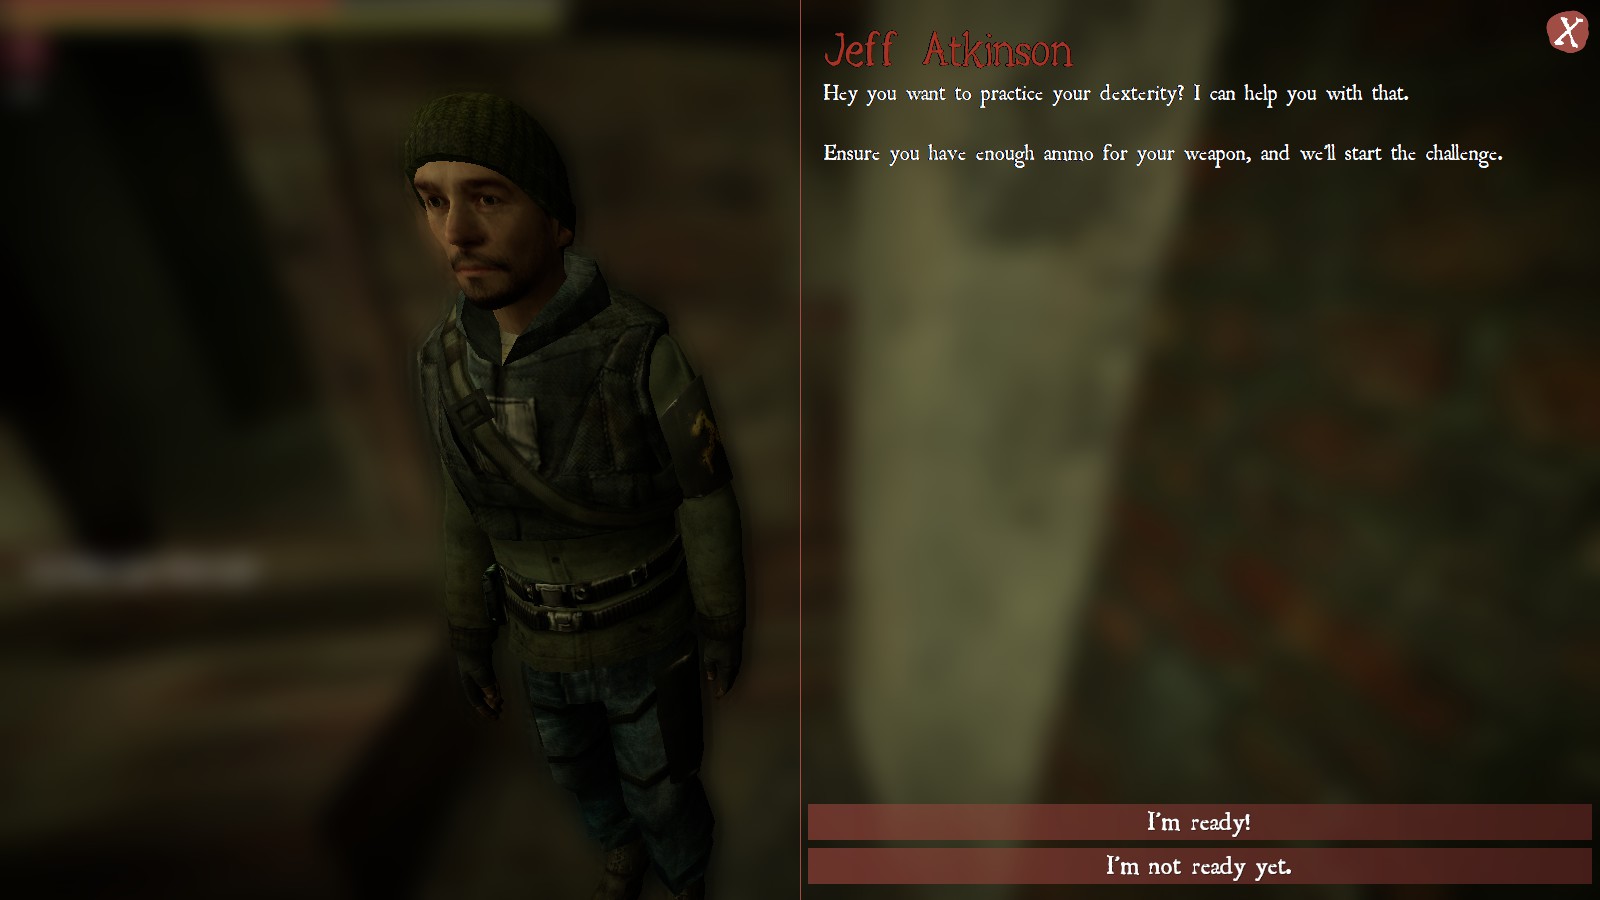 Jeff Atkinson
X
Hey you want to practice your dexterity? I can help you with that.
Ensure you have enough ammo for your weapon, and we'll start the challenge.
I'm ready!
I'm not ready yet.